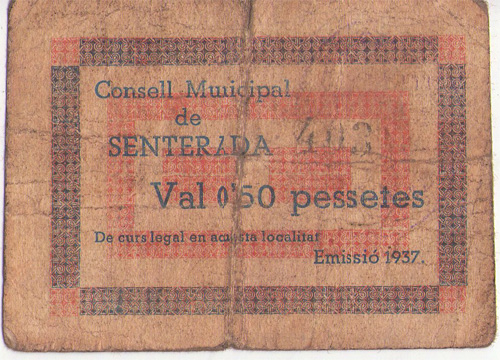 Consell Municipal
de
SENTERADA
Val 0'50 pessetes
De curs legal en aquesta localitat
Emissió 1937.